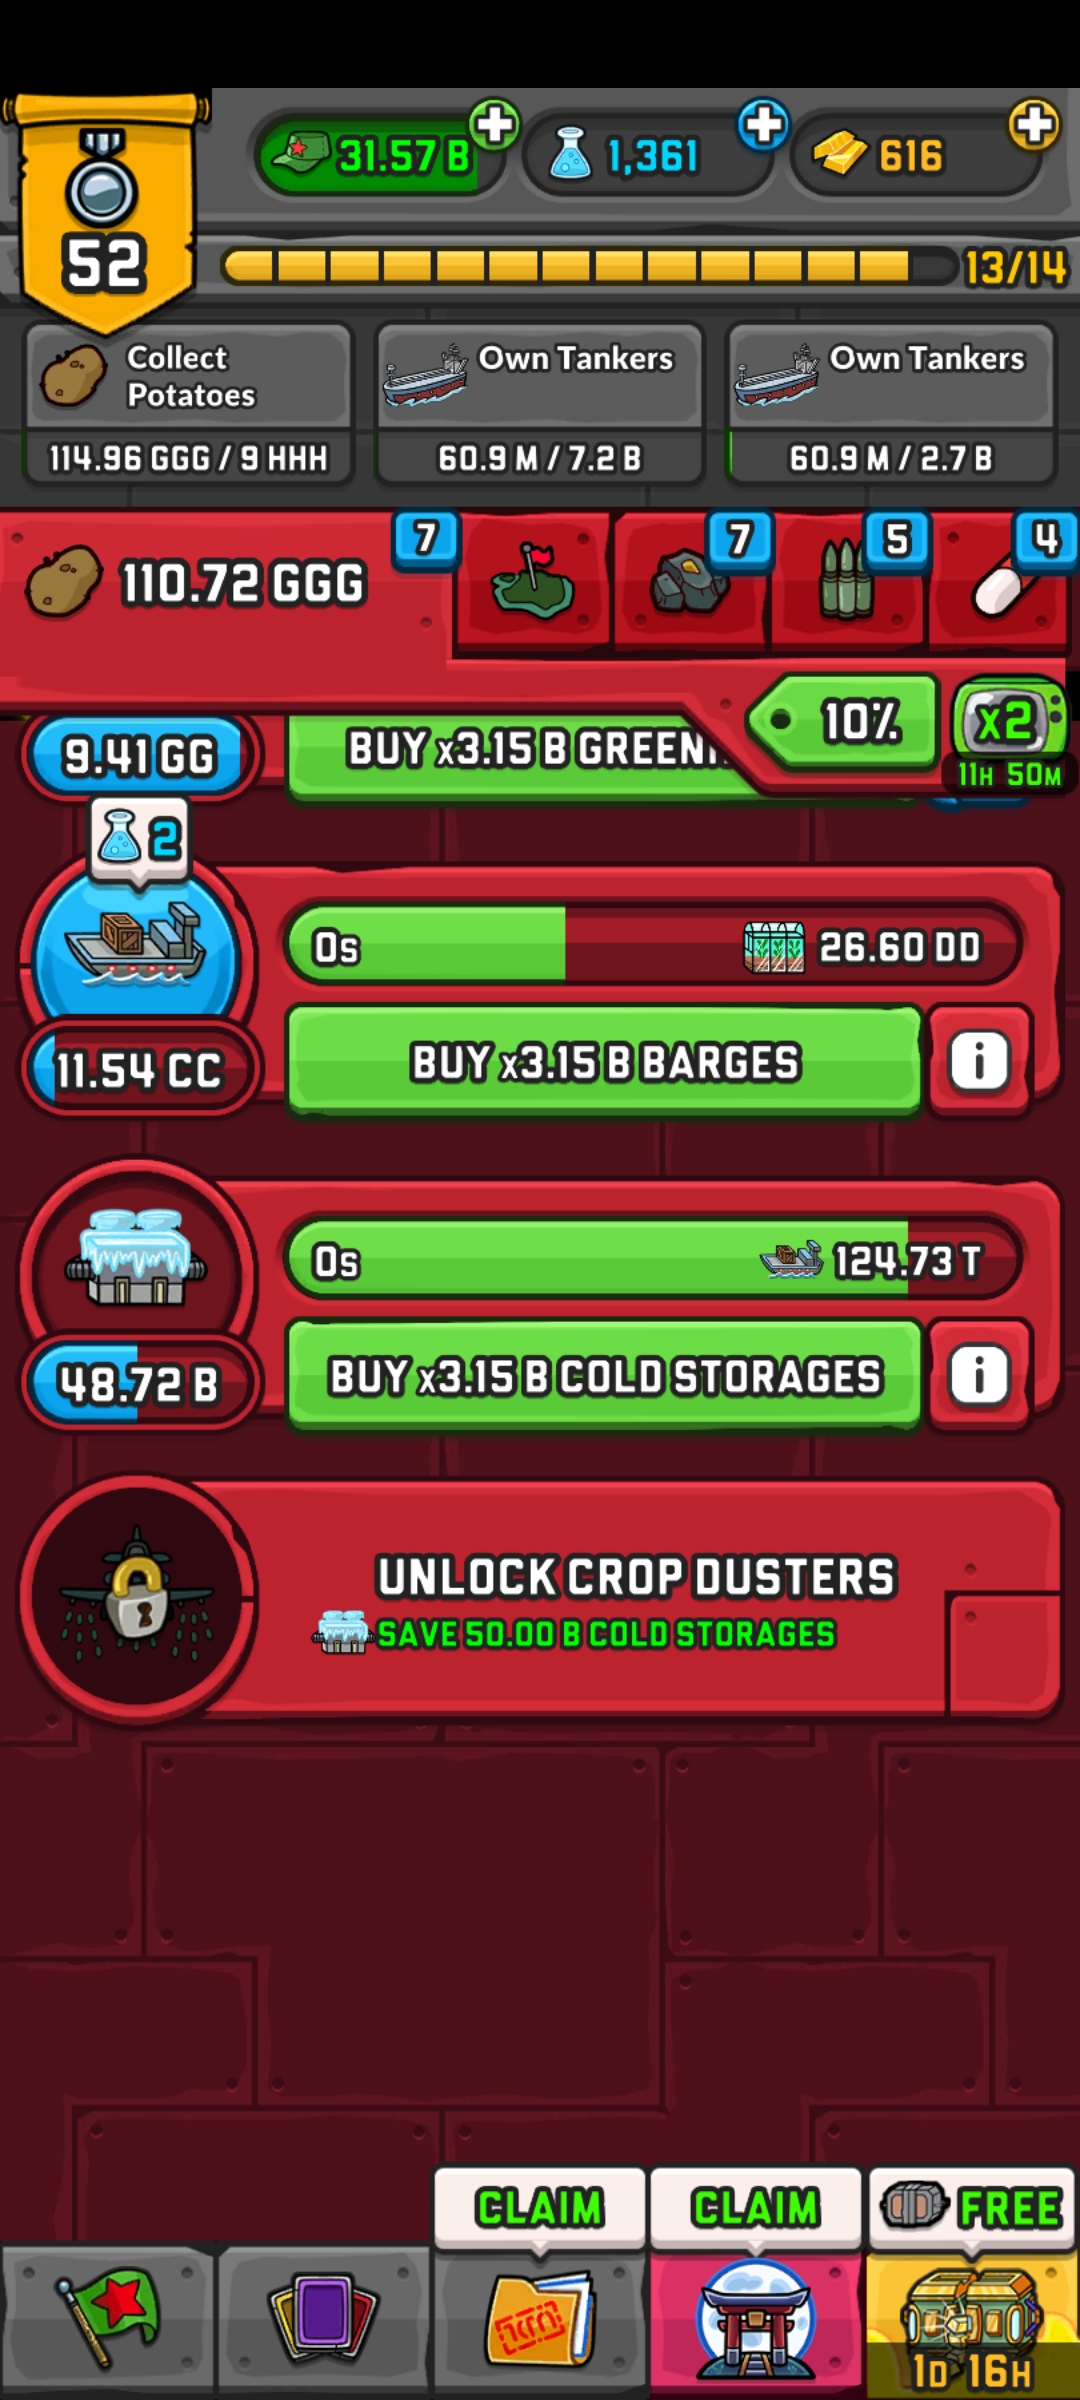 31.57 B
1,361
616
52
13/14
Collect
Potatoes
114.96 GGG / 9 HHH
Own Tankers
60.9 M / 7.2 B
Own Tankers
60.9 M / 2.7 B
110.72 GGG
7
7
5
4
10%
x2
11H 50M
9.41 GG
BUY x3.15 B
2
0s
26.60 DD
11.54 CC
BUY x3.15 B BARGES
i
0s
124.73 T
48.72 B
BUY x3.15 B COLD STORAGES
i
UNLOCK CROP DUSTERS
SAVE 50.00 B COLD STORAGES
CLAIM
CLAIM
FREE
1D 16H